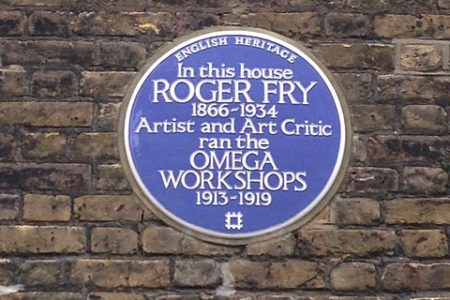 ENGLISH HERITAGE
In this house
ROGER FRY
1866-1934
Artist and Art Critic
ran the
OMEGA
WORKSHOPS
1913-1919